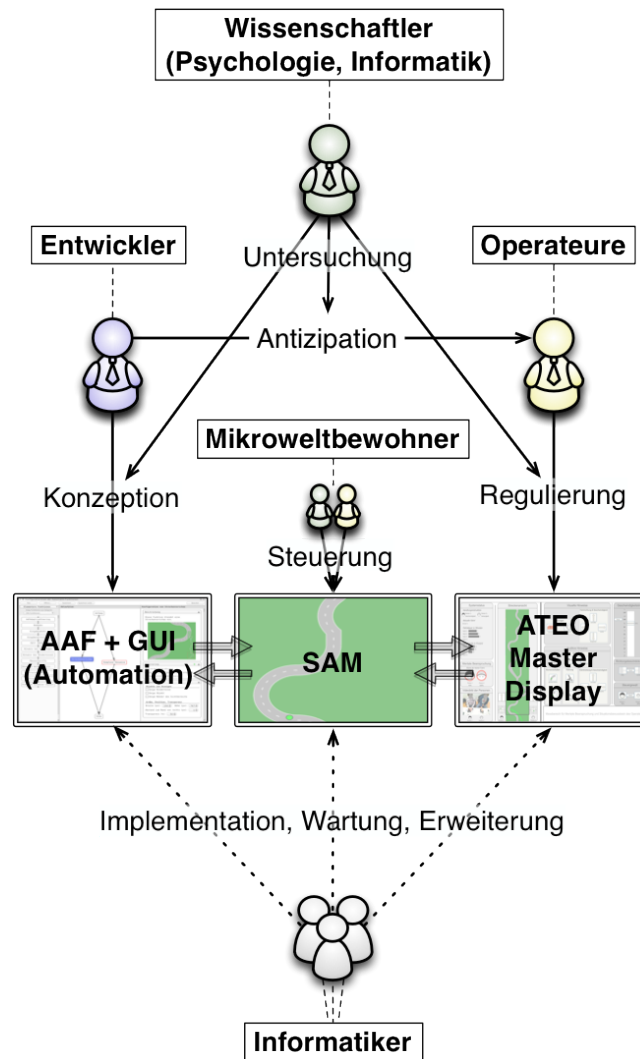 Wissenschaftler
(Psychologie, Informatik)
Entwickler
Untersuchung
Operateure
Antizipation
Mikroweltbewohner
Konzeption
Regulierung
Steuerung
AAF + GUI
(Automation)
SAM
ATEO
Master
Display
Implementation, Wartung, Erweiterung
Informatiker